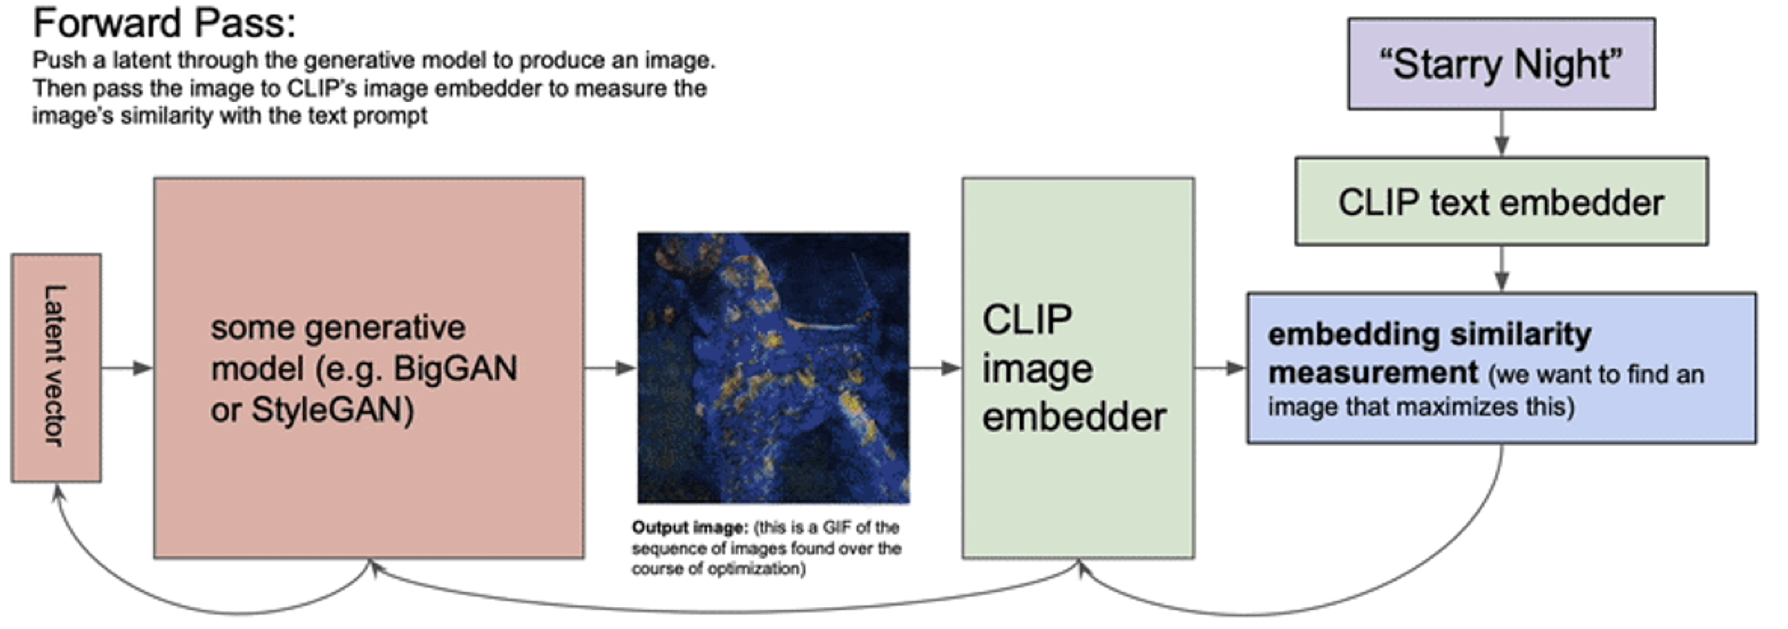 Forward Pass:
Push a latent through the generative model to produce an image.
Then pass the image to CLIP's image embedder to measure the
image's similarity with the text prompt
“Starry Night”
CLIP text embedder
Latent vector
some generative
model (e.g. BigGAN
or StyleGAN)
CLIP
image
embedder
embedding similarity
measurement (we want to find an
image that maximizes this)
Output image: (this is a GIF of the
sequence of images found over the
course of optimization)